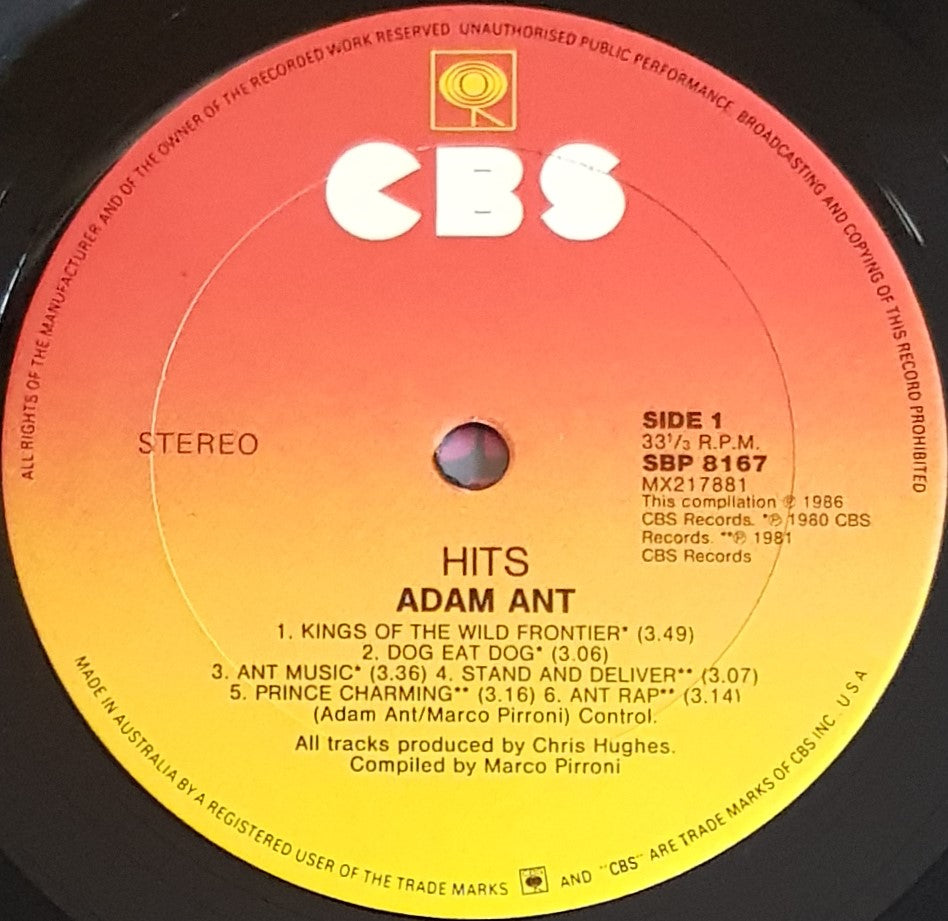 ALL RIGHTS OF THE MANUFACTURER AND OF THE OWNER OF THE RECORDED WORK RESERVED UNAUTHORISED PUBLIC PERFORMANCE BROADCASTING AND COPYING OF THIS RECORD PROHIBITED
CBS
STEREO
SIDE 1
33⅓ R.P.M.
SBP 8167
MX217881
This compilation ℗ 1986
CBS Records. *℗ 1980 CBS
Records. **℗ 1981
CBS Records
HITS
ADAM ANT
1. KINGS OF THE WILD FRONTIER* (3.49)
2. DOG EAT DOG* (3.06)
3. ANT MUSIC* (3.36) 4. STAND AND DELIVER** (3.07)
5. PRINCE CHARMING** (3.16) 6. ANT RAP** (3.14)
(Adam Ant/Marco Pirroni) Control.
All tracks produced by Chris Hughes.
Compiled by Marco Pirroni
MADE IN AUSTRALIA BY A REGISTERED USER OF THE TRADE MARKS AND "CBS" ARE TRADE MARKS OF CBS INC. U S A